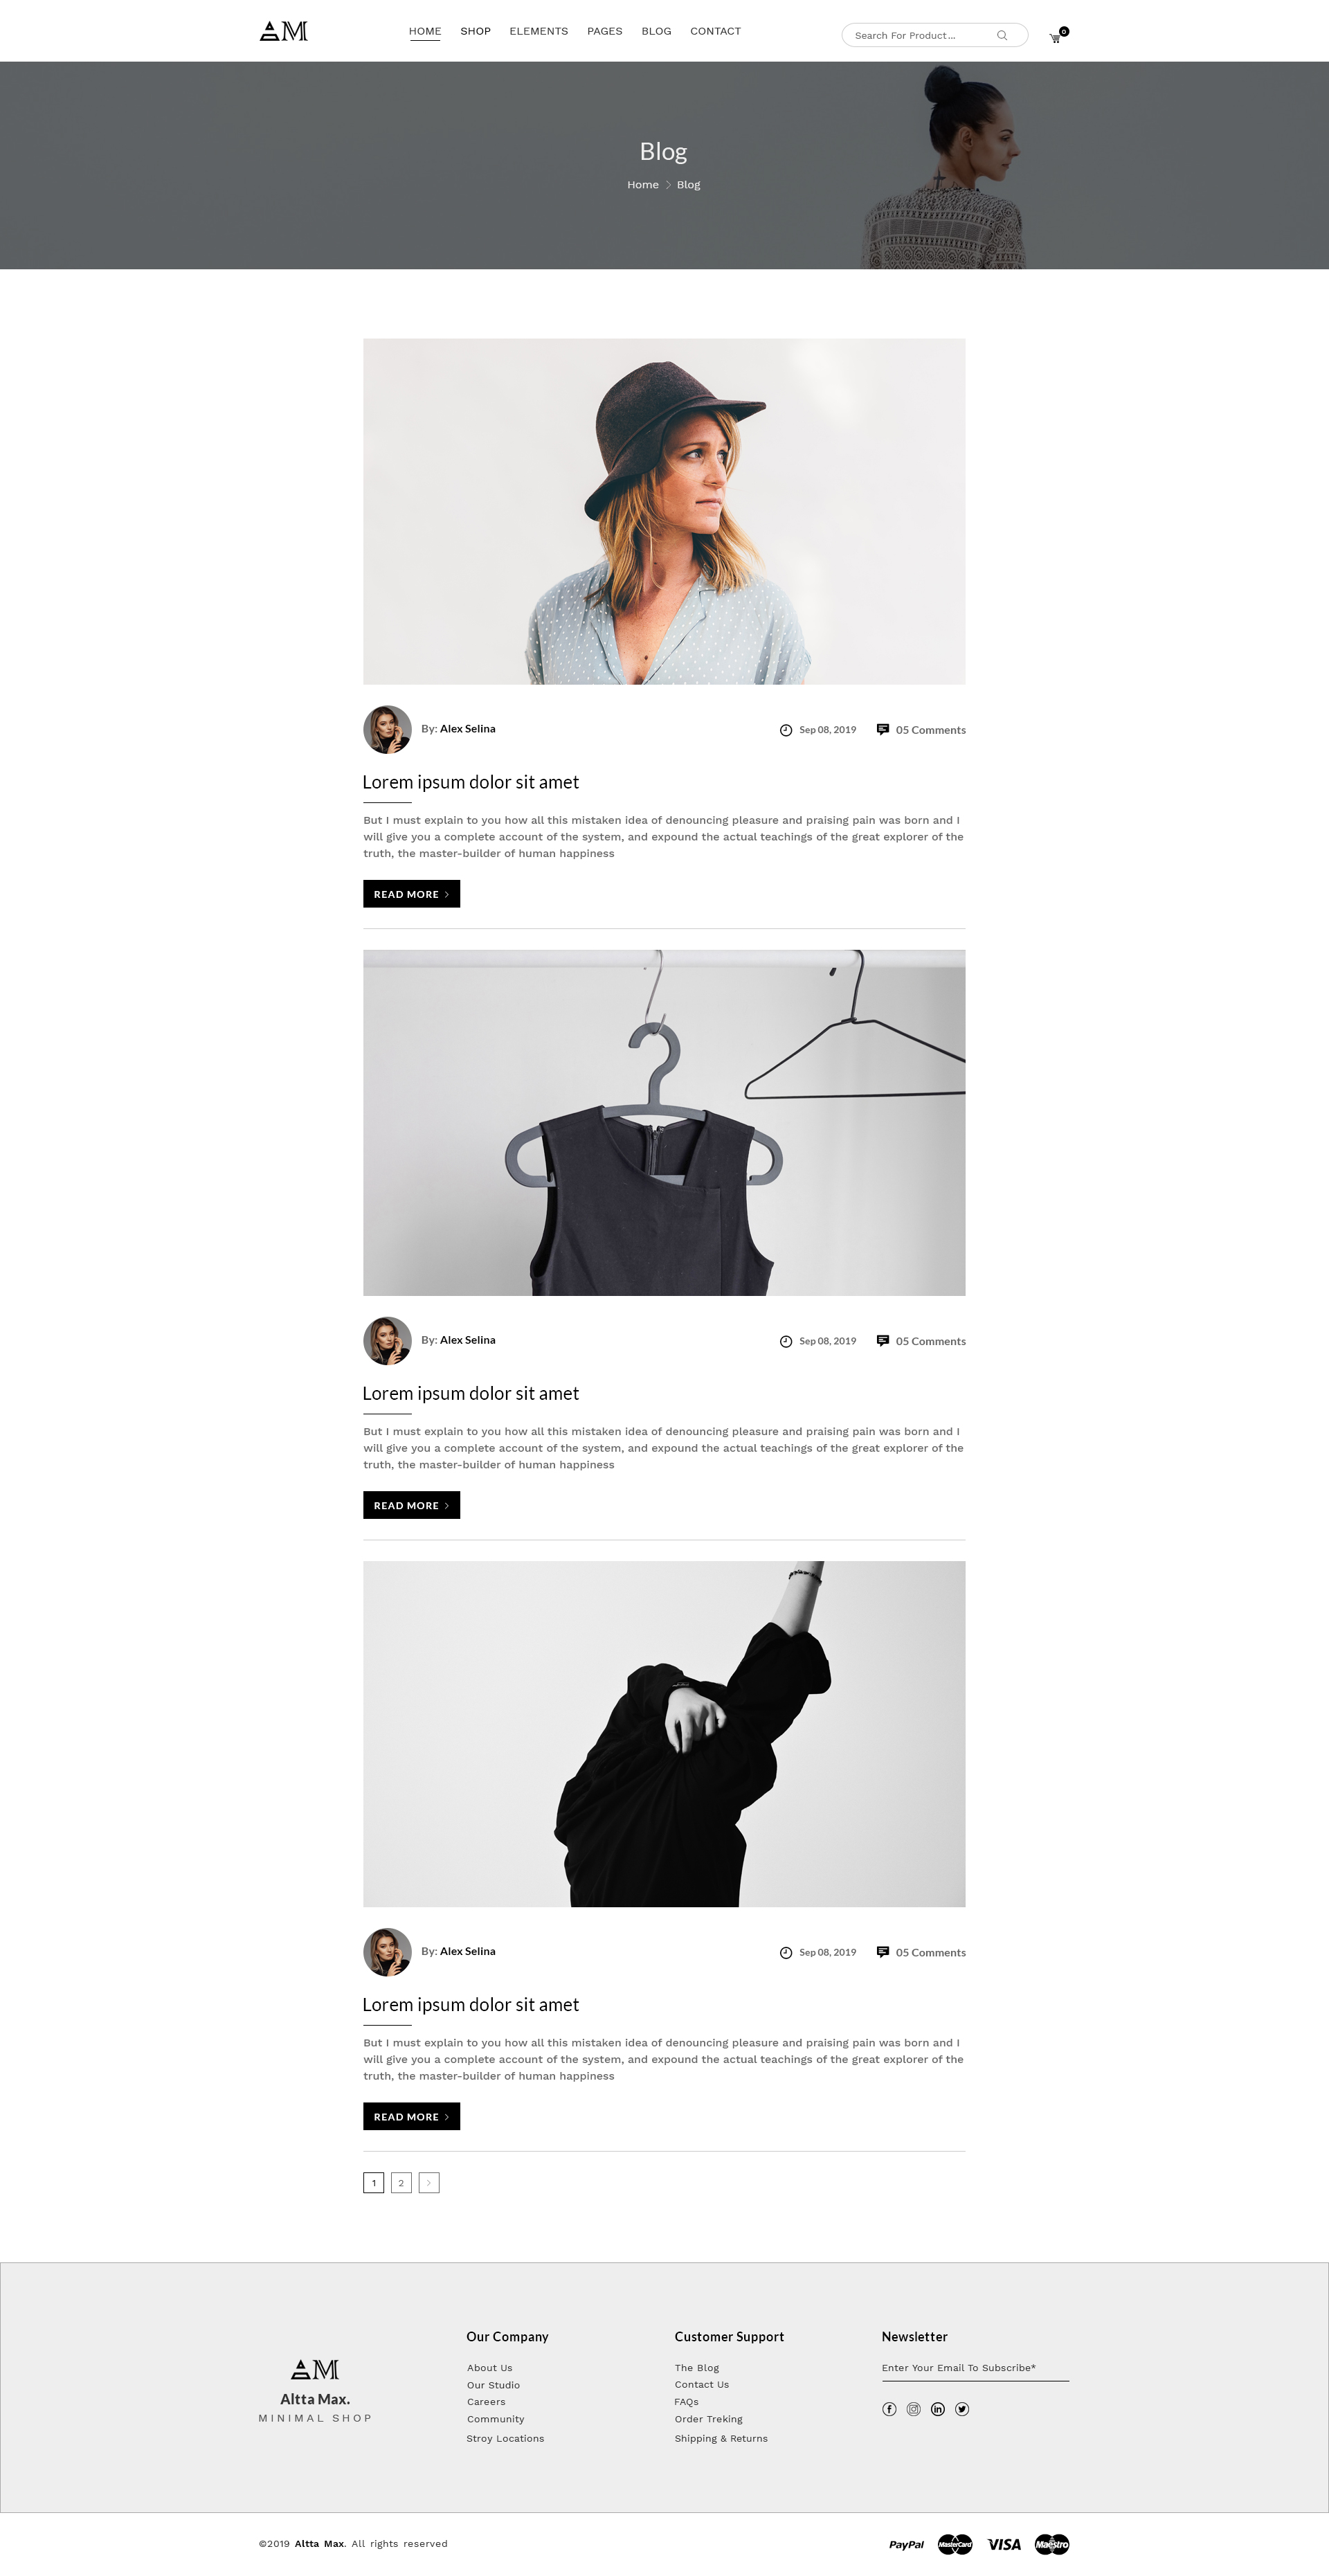 AM
HOME SHOP ELEMENTS PAGES BLOG CONTACT
Search For Product...
0
Blog
Home > Blog
By: Alex Selina
Sep 08, 2019
05 Comments
Lorem ipsum dolor sit amet
But I must explain to you how all this mistaken idea of denouncing pleasure and praising pain was born and I
will give you a complete account of the system, and expound the actual teachings of the great explorer of the
truth, the master-builder of human happiness
READ MORE >
By: Alex Selina
Sep 08, 2019
05 Comments
Lorem ipsum dolor sit amet
But I must explain to you how all this mistaken idea of denouncing pleasure and praising pain was born and I
will give you a complete account of the system, and expound the actual teachings of the great explorer of the
truth, the master-builder of human happiness
READ MORE >
By: Alex Selina
Sep 08, 2019
05 Comments
Lorem ipsum dolor sit amet
But I must explain to you how all this mistaken idea of denouncing pleasure and praising pain was born and I
will give you a complete account of the system, and expound the actual teachings of the great explorer of the
truth, the master-builder of human happiness
READ MORE >
1 2 >
AM
Altta Max.
MINIMAL SHOP
Our Company
About Us
Our Studio
Careers
Community
Stroy Locations
Customer Support
The Blog
Contact Us
FAQs
Order Treking
Shipping & Returns
Newsletter
Enter Your Email To Subscribe*
©2019 Altta Max. All rights reserved
PayPal MasterCard VISA Maestro